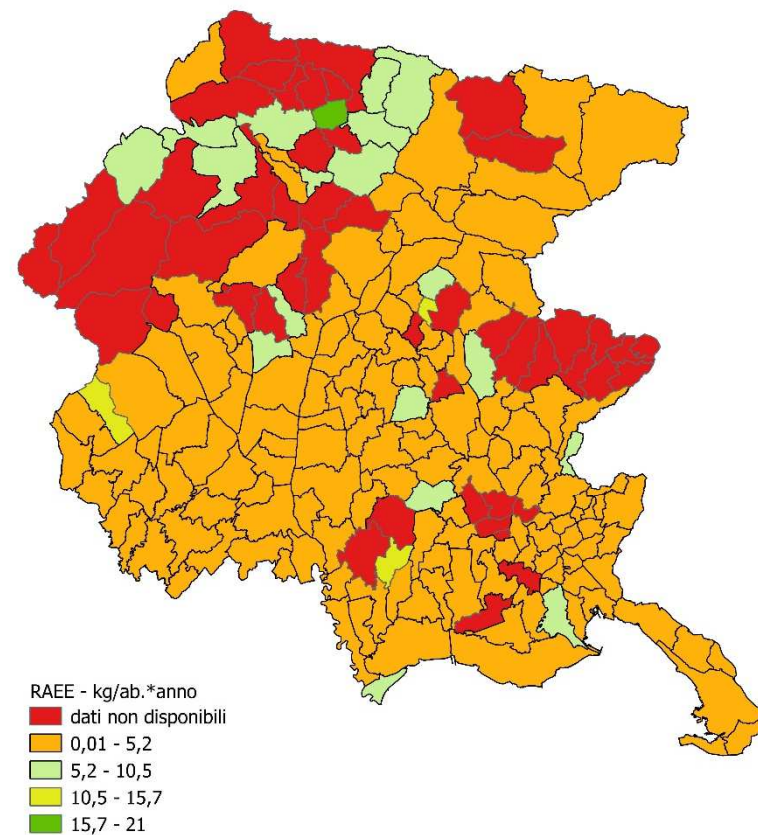 RAEE - kg/ab.*anno
dati non disponibili
0,01 - 5,2
5,2 - 10,5
10,5 - 15,7
15,7 - 21